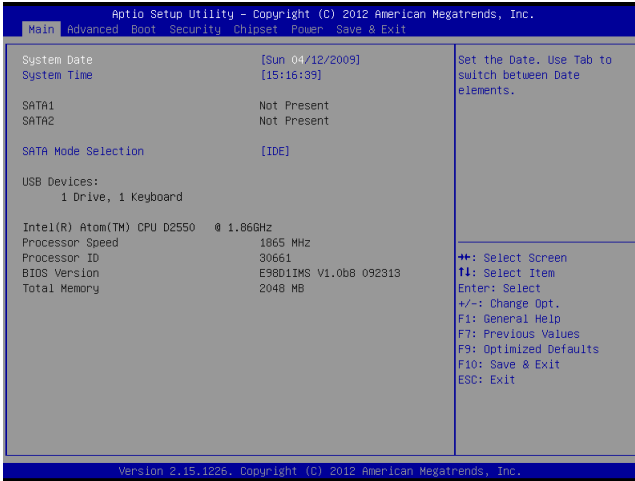 Aptio Setup Utility – Copyright (C) 2012 American Megatrends, Inc.
Main Advanced Boot Security Chipset Power Save & Exit
System Date [Sun 04/12/2009]
System Time [15:16:39]
SATA1 Not Present
SATA2 Not Present
SATA Mode Selection [IDE]
USB Devices:
1 Drive, 1 Keyboard
Intel(R) Atom(TM) CPU D2550 @ 1.86GHz
Processor Speed 1865 MHz
Processor ID 30661
BIOS Version E98D1IMS V1.0b8 092313
Total Memory 2048 MB
Set the Date. Use Tab to
switch between Date
elements.
→←: Select Screen
↑↓: Select Item
Enter: Select
+/-: Change Opt.
F1: General Help
F7: Previous Values
F9: Optimized Defaults
F10: Save & Exit
ESC: Exit
Version 2.15.1226. Copyright (C) 2012 American Megatrends, Inc.